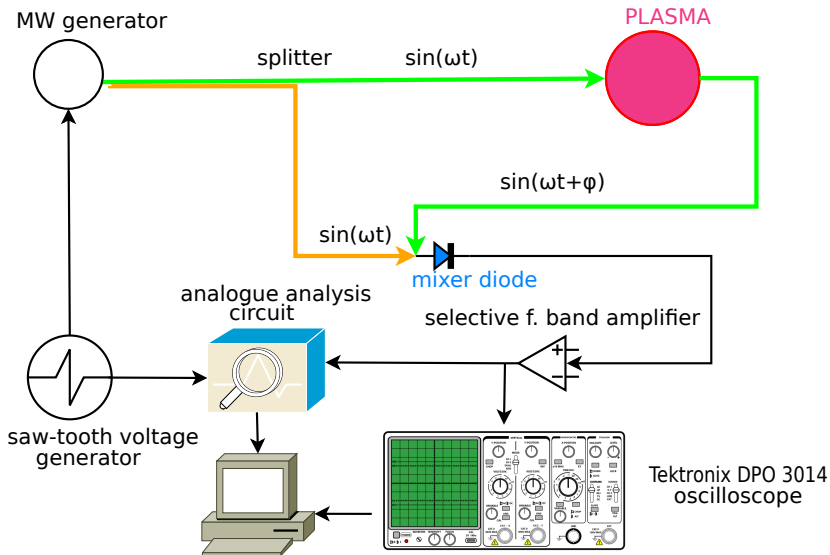 MW generator
PLASMA
splitter
sin(ωt)
sin(ωt+φ)
sin(ωt)
mixer diode
analogue analysis
circuit
selective f. band amplifier
saw-tooth voltage
generator
Tektronix DPO 3014
oscilloscope